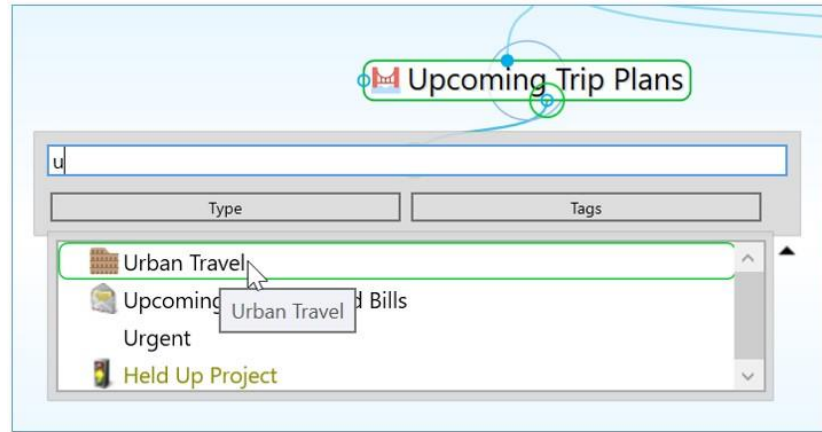 Upcoming Trip Plans
u
Type Tags
Urban Travel
Upcoming d Bills
Urban Travel
Urgent
Held Up Project